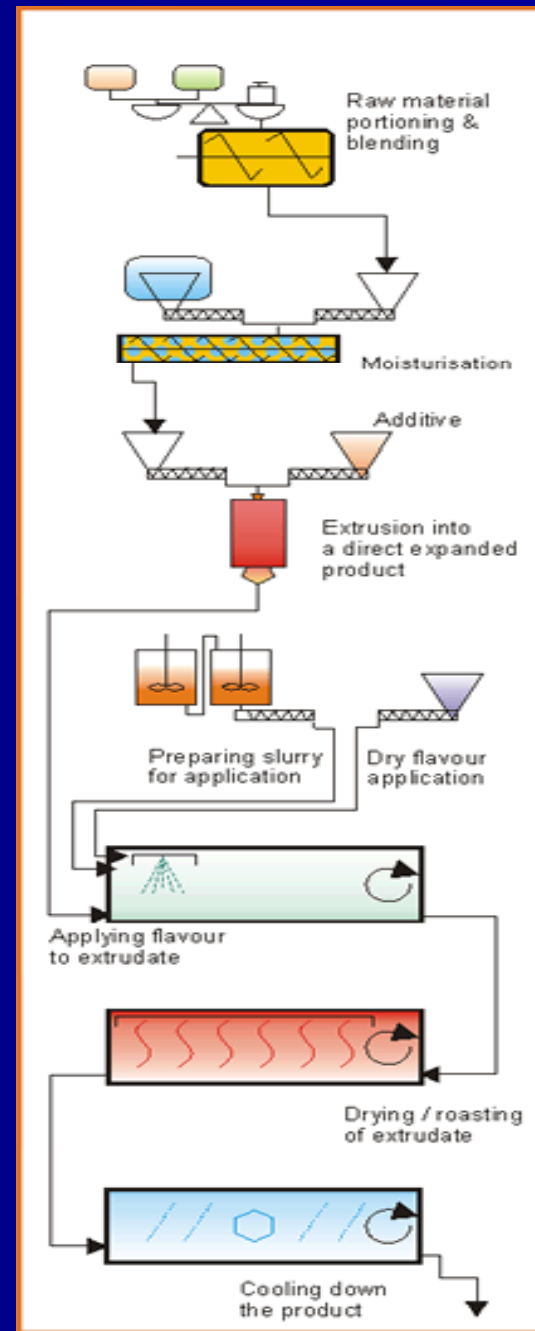 Raw material
portioning &
blending
Moisturisation
Additive
Extrusion into
a direct expanded
product
Preparing slurry
for application
Dry flavour
application
Applying flavour
to extrudate
Drying / roasting
of extrudate
Cooling down
the product